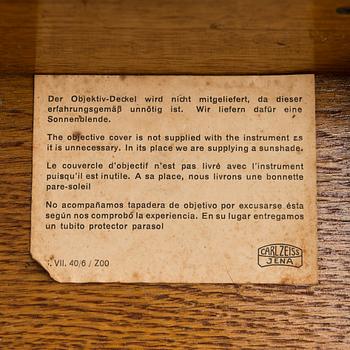 Der Objektiv-Deckel wird nicht mitgeliefert, da dieser
erfahrungsgemäß unnötig ist. Wir liefern dafür eine
Sonnenblende.
The objective cover is not supplied with the instrument as
it is unnecessary. In its place we are supplying a sunshade.
Le couvercle d'objectif n'est pas livré avec l'instrument
puisqu'il est inutile. A sa place, nous livrons une bonnette
pare-soleil
No acompañamos tapadera de objetivo por excusarse ésta
según nos comprobó la experiencia. En su lugar entregamos
un tubito protector parasol
VII. 40/6 / Z00
CARL ZEISS
JENA